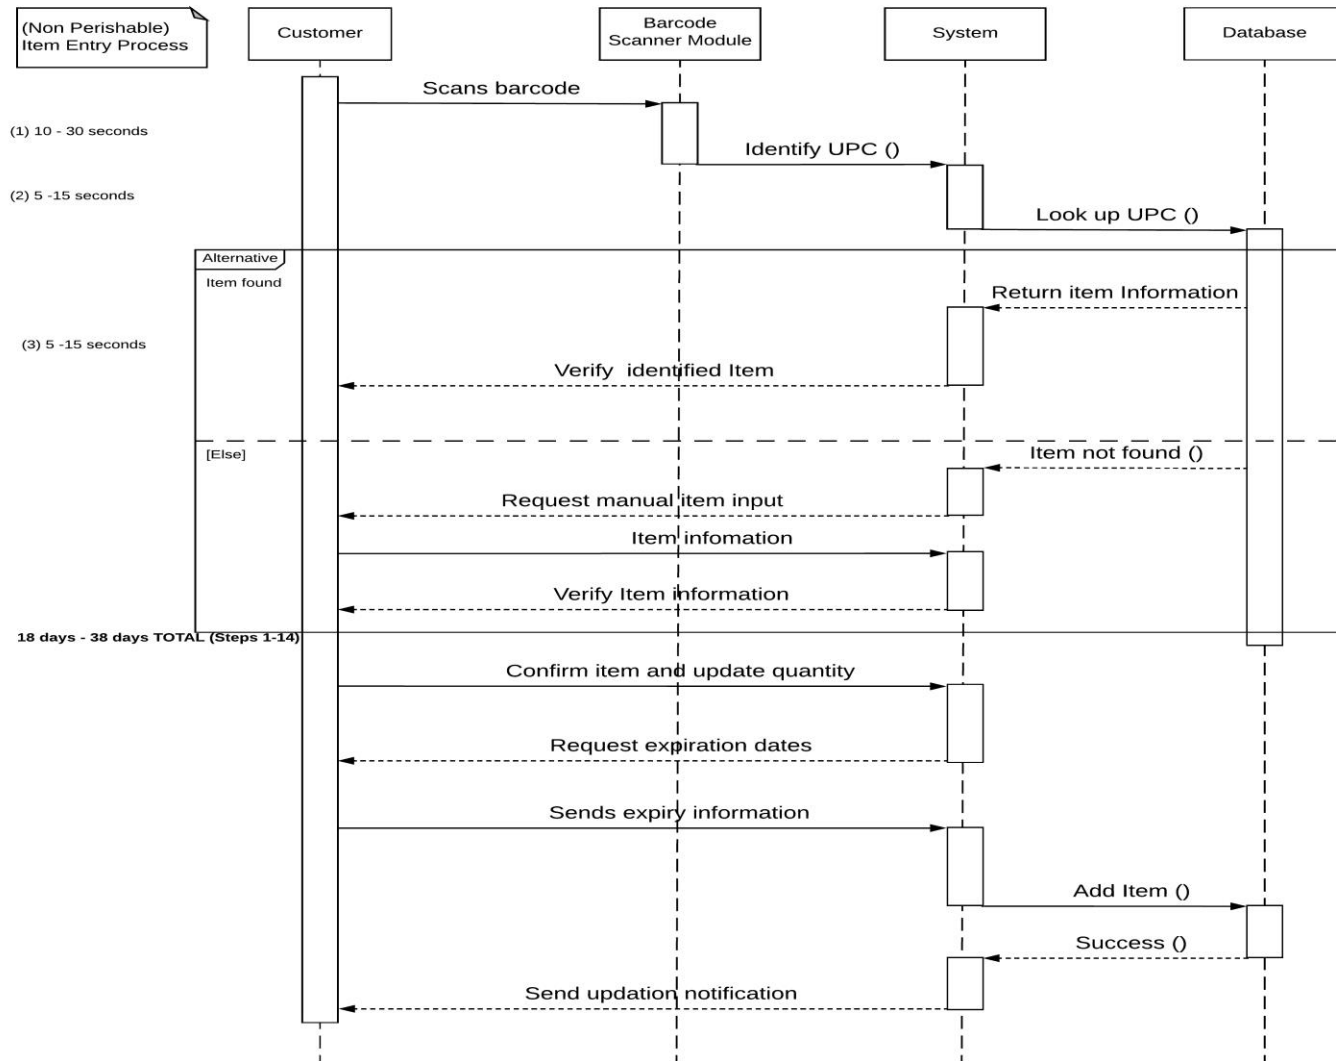 (Non Perishable)
Item Entry Process
Customer
Barcode
Scanner Module
System
Database
Scans barcode
(1) 10 - 30 seconds
Identify UPC ()
(2) 5 -15 seconds
Look up UPC ()
Alternative
Item found
Return item Information
(3) 5 -15 seconds
Verify  identified Item
[Else]
Item not found ()
Request manual item input
Item infomation
Verify Item information
18 days - 38 days TOTAL (Steps 1-14)
Confirm item and update quantity
Request expiration dates
Sends expiry information
Add Item ()
Success ()
Send updation notification